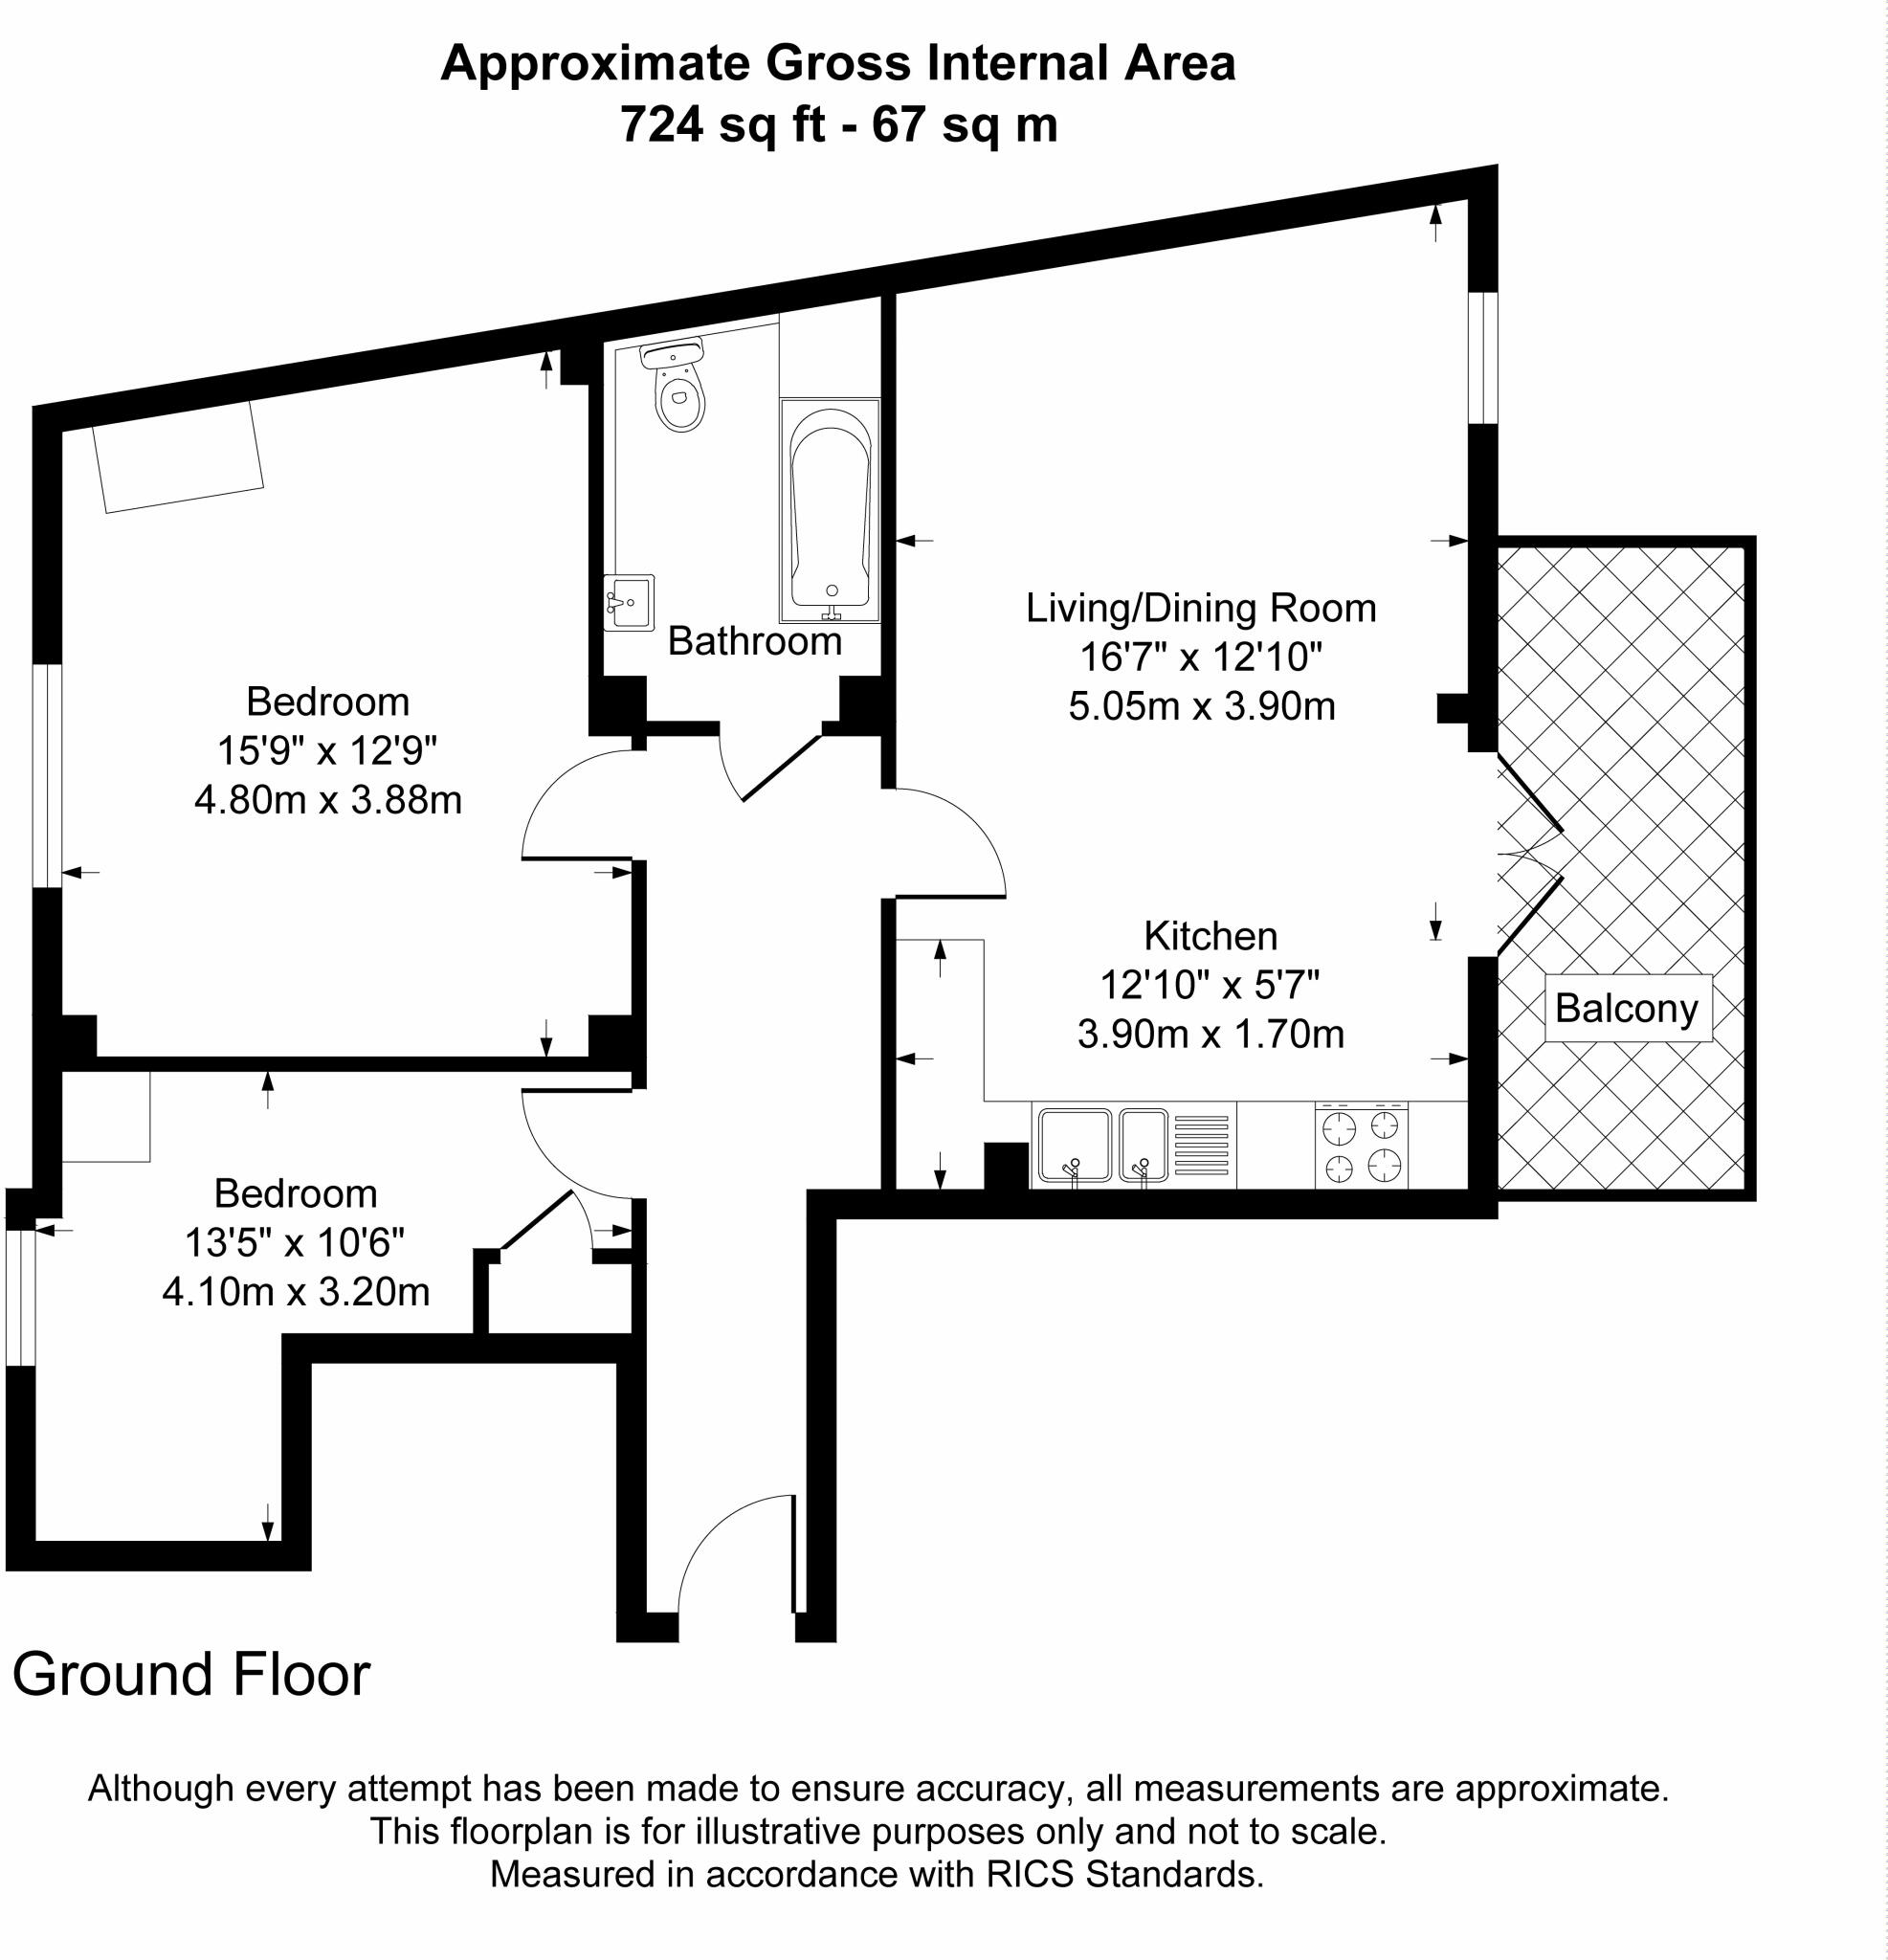 Approximate Gross Internal Area
724 sq ft - 67 sq m
Living/Dining Room
16'7" x 12'10"
5.05m x 3.90m
Bathroom
Bedroom
15'9" x 12'9"
4.80m x 3.88m
Kitchen
12'10" x 5'7"
3.90m x 1.70m
Balcony
Bedroom
13'5" x 10'6"
4.10m x 3.20m
Ground Floor
Although every attempt has been made to ensure accuracy, all measurements are approximate.
This floorplan is for illustrative purposes only and not to scale.
Measured in accordance with RICS Standards.